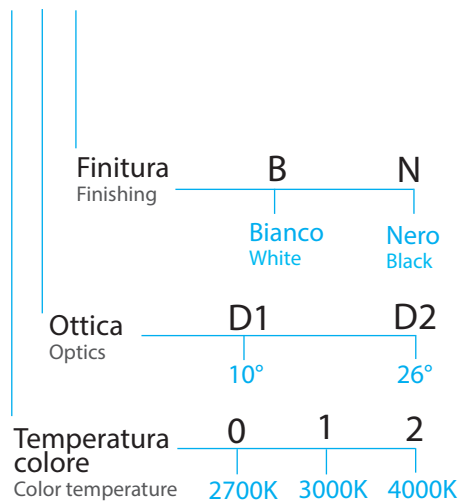 Finitura B N
Finishing
Bianco Nero
White Black
Ottica D1 D2
Optics
10° 26°
Temperatura 0 1 2
colore
Color temperature 2700K 3000K 4000K